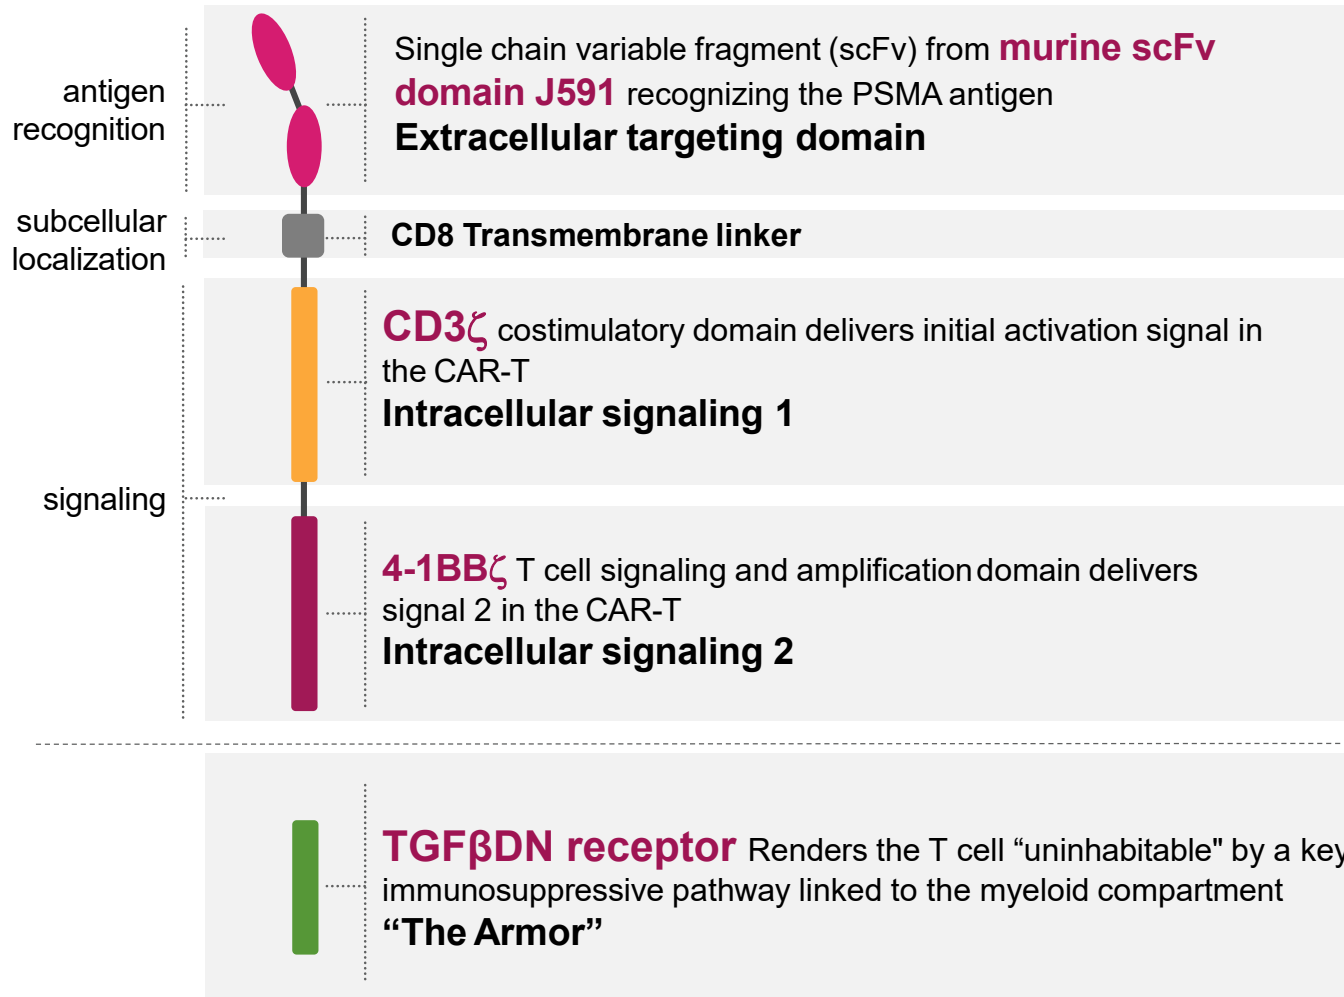 antigen
recognition
Single chain variable fragment (scFv) from murine scFv
domain J591 recognizing the PSMA antigen
Extracellular targeting domain
subcellular
localization
CD8 Transmembrane linker
CD3ζ costimulatory domain delivers initial activation signal in
the CAR-T
Intracellular signaling 1
signaling
4-1BBζ T cell signaling and amplification domain delivers
signal 2 in the CAR-T
Intracellular signaling 2
TGFβDN receptor Renders the T cell “uninhabitable" by a key
immunosuppressive pathway linked to the myeloid compartment
“The Armor”